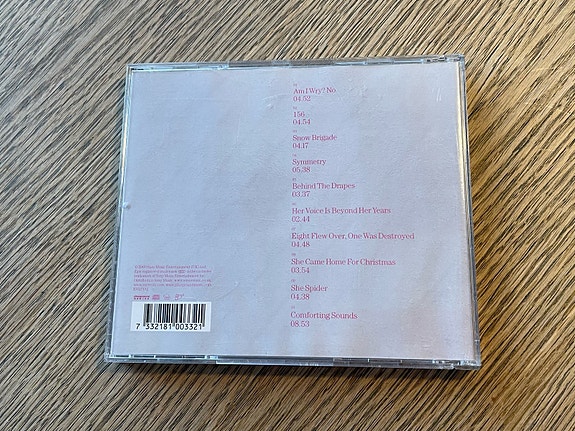 Am I Wry? No
04.52
156
04.54
Snow Brigade
04.17
Symmetry
05.38
Behind The Drapes
03.37
Her Voice Is Beyond Her Years
02.44
Eight Flew Over, One Was Destroyed
04.48
She Came Home For Christmas
03.54
She Spider
04.38
Comforting Sounds
08.53
7 332181 003321